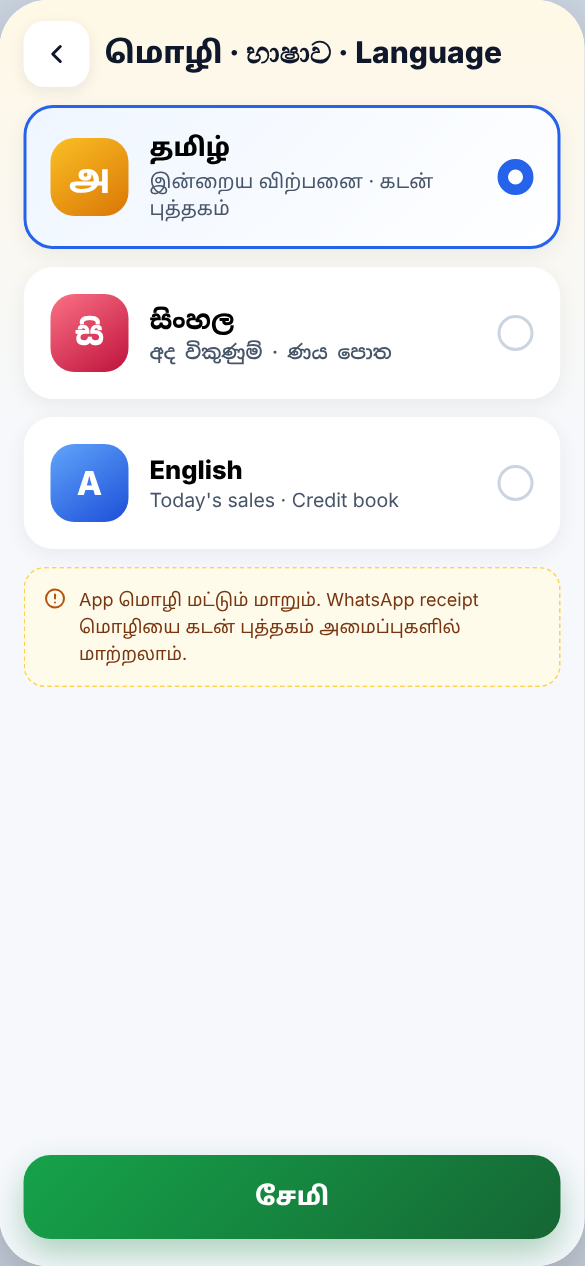 மொழி · භාෂාව · Language
அ
தமிழ்
இன்றைய விற்பனை · கடன்
புத்தகம்
සි
සිංහල
අද විකුණුම් · ණය පොත
A
English
Today's sales · Credit book
App மொழி மட்டும் மாறும். WhatsApp receipt
மொழியை கடன் புத்தகம் அமைப்புகளில்
மாற்றலாம்.
சேமி